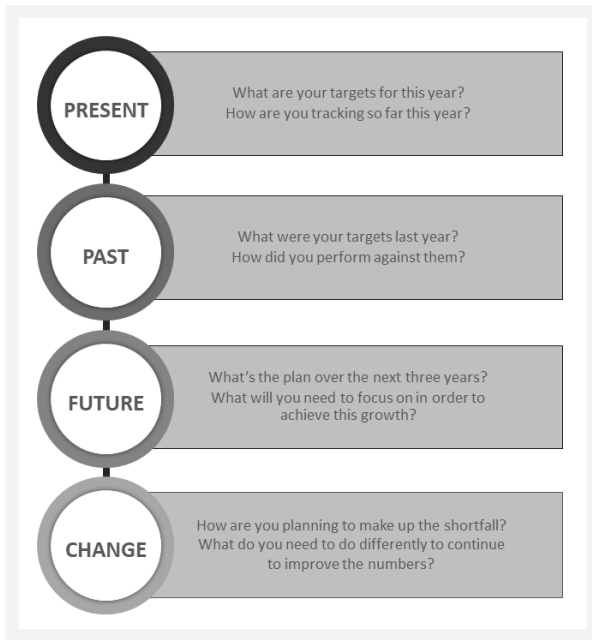 PRESENT
What are your targets for this year?
How are you tracking so far this year?
PAST
What were your targets last year?
How did you perform against them?
FUTURE
What’s the plan over the next three years?
What will you need to focus on in order to
achieve this growth?
CHANGE
How are you planning to make up the shortfall?
What do you need to do differently to continue
to improve the numbers?